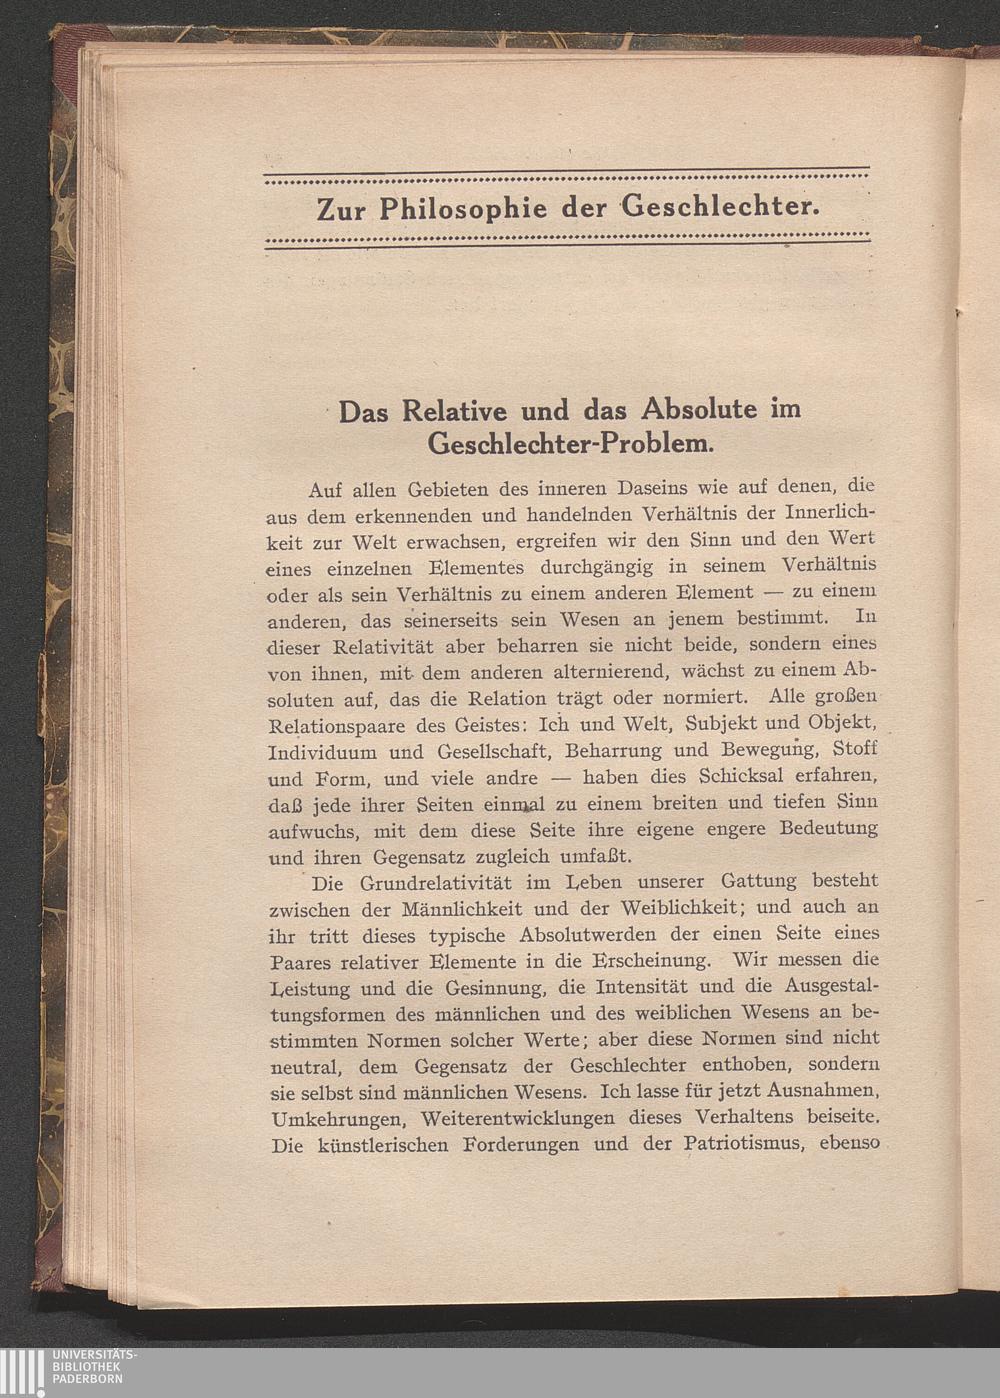 Zur Philosophie der Geschlechter.
Das Relative und das Absolute im
Geschlechter-Problem.
Auf allen Gebieten des inneren Daseins wie auf denen, die
aus dem erkennenden und handelnden Verhältnis der Innerlich-
keit zur Welt erwachsen, ergreifen wir den Sinn und den Wert
eines einzelnen Elementes durchgängig in seinem Verhältnis
oder als sein Verhältnis zu einem anderen Element — zu einem
anderen, das seinerseits sein Wesen an jenem bestimmt. In
dieser Relativität aber beharren sie nicht beide, sondern eines
von ihnen, mit dem anderen alternierend, wächst zu einem Ab-
soluten auf, das die Relation trägt oder normiert. Alle großen
Relationspaare des Geistes: Ich und Welt, Subjekt und Objekt,
Individuum und Gesellschaft, Beharrung und Bewegung, Stoff
und Form, und viele andre — haben dies Schicksal erfahren,
daß jede ihrer Seiten einmal zu einem breiten und tiefen Sinn
aufwuchs, mit dem diese Seite ihre eigene engere Bedeutung
und ihren Gegensatz zugleich umfaßt.
Die Grundrelativität im Leben unserer Gattung besteht
zwischen der Männlichkeit und der Weiblichkeit; und auch an
ihr tritt dieses typische Absolutwerden der einen Seite eines
Paares relativer Elemente in die Erscheinung. Wir messen die
Leistung und die Gesinnung, die Intensität und die Ausgestal-
tungsformen des männlichen und des weiblichen Wesens an be-
stimmten Normen solcher Werte; aber diese Normen sind nicht
neutral, dem Gegensatz der Geschlechter enthoben, sondern
sie selbst sind männlichen Wesens. Ich lasse für jetzt Ausnahmen,
Umkehrungen, Weiterentwicklungen dieses Verhaltens beiseite.
Die künstlerischen Forderungen und der Patriotismus, ebenso
UNIVERSITÄTS-
BIBLIOTHEK
PADERBORN